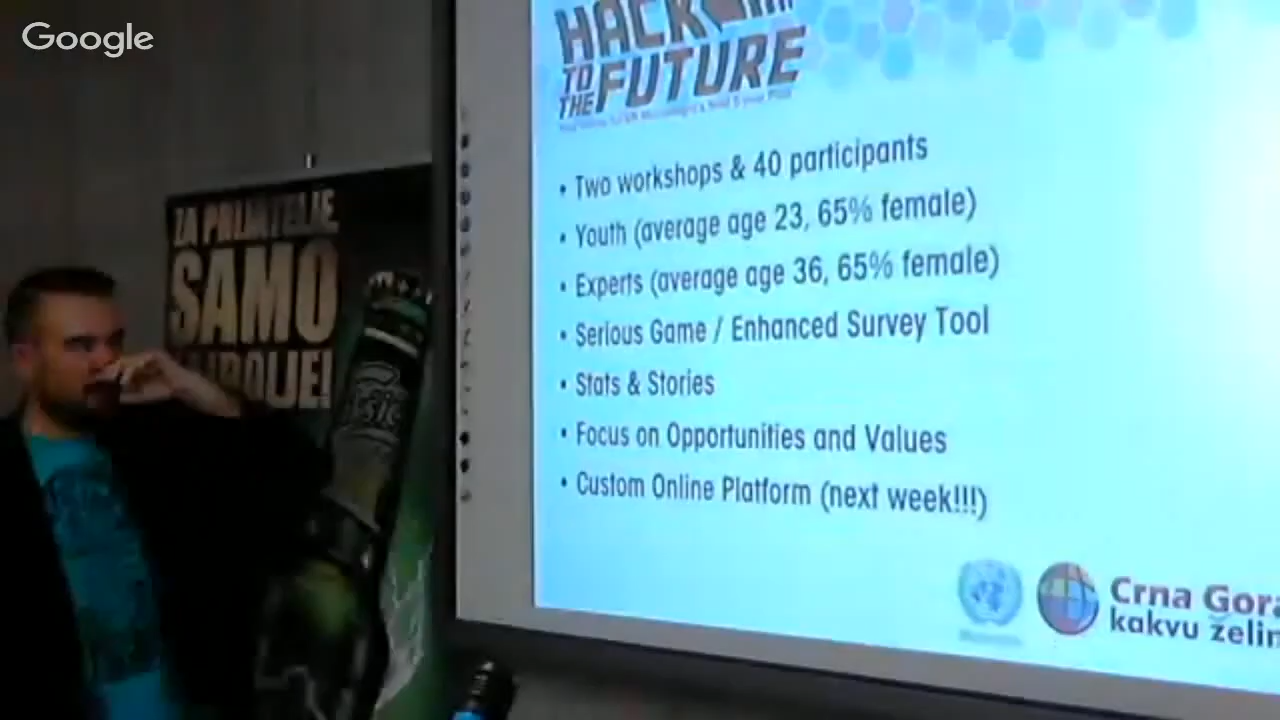 Google
HACK
TO
THE FUTURE
• Two workshops & 40 participants
• Youth (average age 23, 65% female)
• Experts (average age 36, 65% female)
• Serious Game / Enhanced Survey Tool
• Stats & Stories
• Focus on Opportunities and Values
• Custom Online Platform (next week!!!)
Crna Gora
kakvu želim
ZA PRIJATELJE
SAMO
NAJBOLJE!